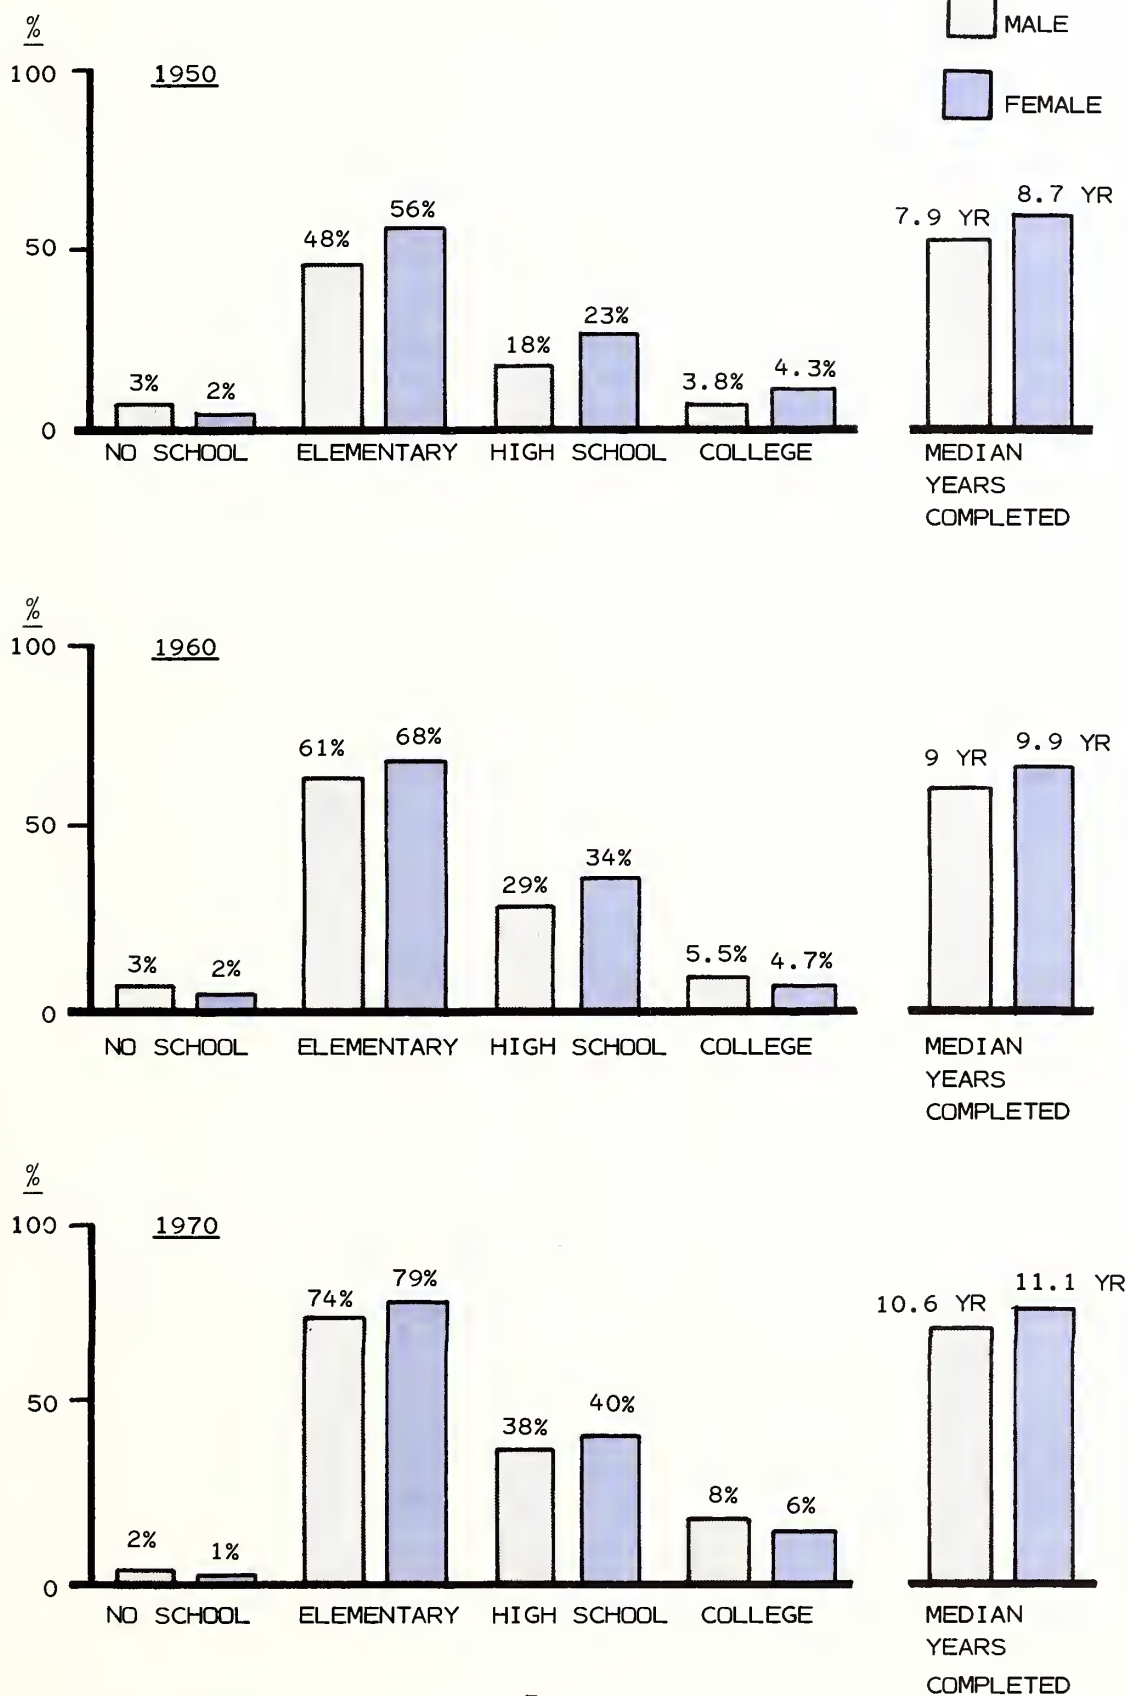 MALE
FEMALE
%
100
1950
50
0
3%
2%
48%
56%
18%
23%
3.8%
4.3%
7.9 YR
8.7 YR
NO SCHOOL
ELEMENTARY
HIGH SCHOOL
COLLEGE
MEDIAN
YEARS
COMPLETED
%
100
1960
50
0
3%
2%
61%
68%
29%
34%
5.5%
4.7%
9 YR
9.9 YR
NO SCHOOL
ELEMENTARY
HIGH SCHOOL
COLLEGE
MEDIAN
YEARS
COMPLETED
%
100
1970
50
0
2%
1%
74%
79%
38%
40%
8%
6%
10.6 YR
11.1 YR
NO SCHOOL
ELEMENTARY
HIGH SCHOOL
COLLEGE
MEDIAN
YEARS
COMPLETED